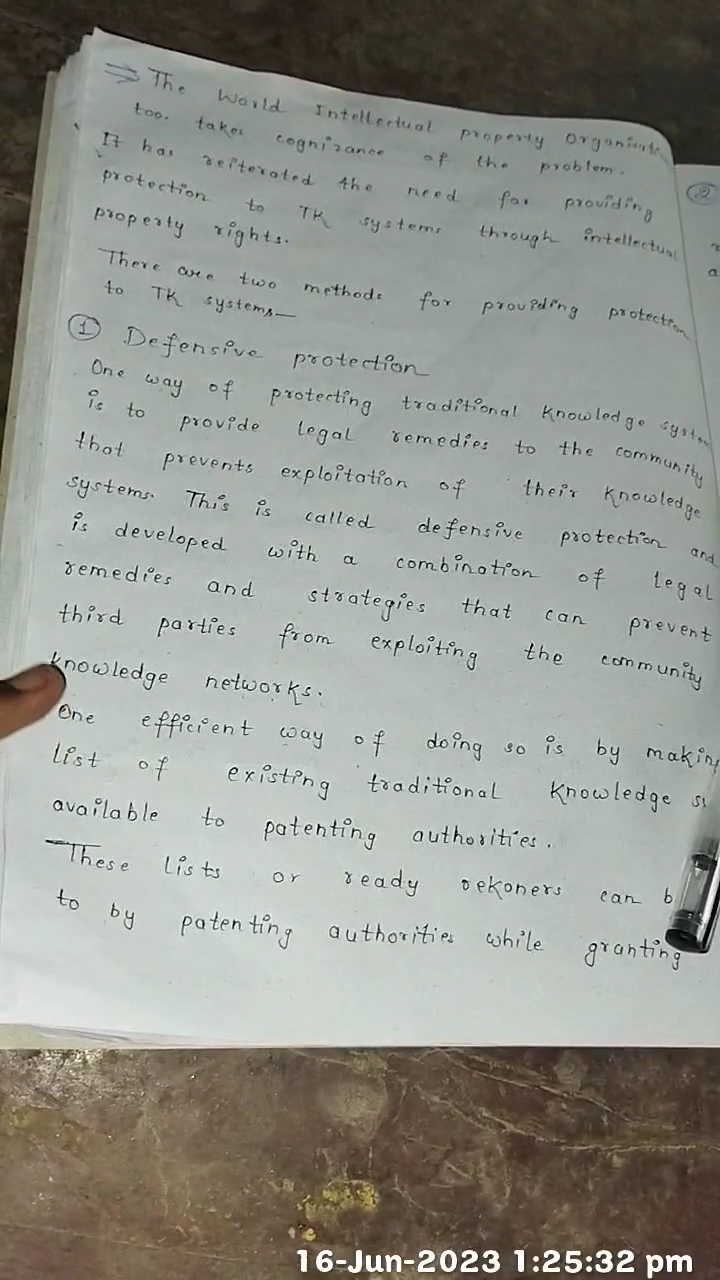 ⇒ The World Intellectual property Organisat
too. takes cognizance of the problem.
It has reiterated the need for providing
protection to TK systems through intellectual
property rights.
There are two methods for providing protection
to TK systems—
① Defensive protection
One way of protecting traditional knowledge system
is to provide legal remedies to the community
that prevents exploitation of their knowledge
systems. This is called defensive protection and
is developed with a combination of legal
remedies and strategies that can prevent
third parties from exploiting the community
knowledge networks.
One efficient way of doing so is by making
list of existing traditional knowledge
available to patenting authorities.
These lists or ready rekoners can b
to by patenting authorities while granting
②
a
16-Jun-2023 1:25:32 pm